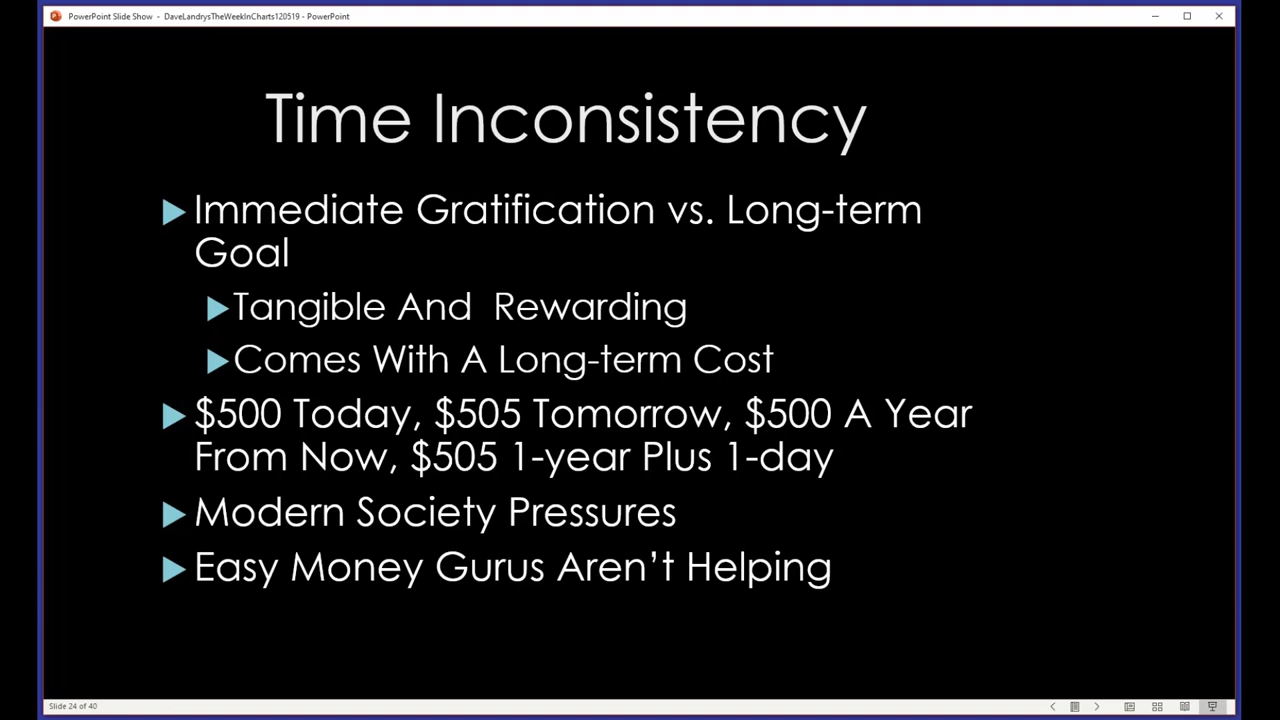 PowerPoint Slide Show - DaveLandrysTheWeekInCharts120519 - PowerPoint
Time Inconsistency
Immediate Gratification vs. Long-term
Goal
Tangible And  Rewarding
Comes With A Long-term Cost
$500 Today, $505 Tomorrow, $500 A Year
From Now, $505 1-year Plus 1-day
Modern Society Pressures
Easy Money Gurus Aren’t Helping
Slide 24 of 40